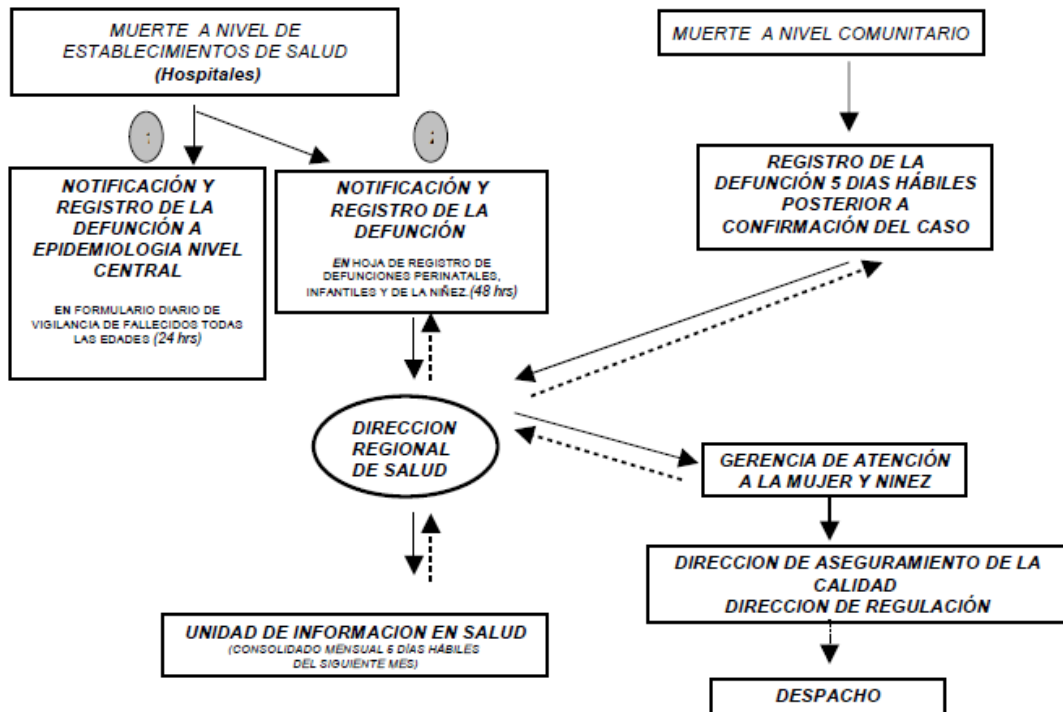 MUERTE A NIVEL DE
ESTABLECIMIENTOS DE SALUD
(Hospitales)
MUERTE A NIVEL COMUNITARIO
NOTIFICACIÓN Y
REGISTRO DE LA
DEFUNCIÓN A
EPIDEMIOLOGIA NIVEL
CENTRAL
EN FORMULARIO DIARIO DE
VIGILANCIA DE FALLECIDOS TODAS
LAS EDADES (24 hrs)
NOTIFICACIÓN Y
REGISTRO DE LA
DEFUNCIÓN
EN HOJA DE REGISTRO DE
DEFUNCIONES PERINATALES,
INFANTILES Y DE LA NIÑEZ.(48 hrs)
REGISTRO DE LA
DEFUNCIÓN 5 DIAS HÁBILES
POSTERIOR A
CONFIRMACIÓN DEL CASO
DIRECCION
REGIONAL
DE SALUD
GERENCIA DE ATENCIÓN
A LA MUJER Y NINEZ
DIRECCION DE ASEGURAMIENTO DE LA
CALIDAD
DIRECCION DE REGULACIÓN
UNIDAD DE INFORMACION EN SALUD
(CONSOLIDADO MENSUAL 5 DÍAS HÁBILES
DEL SIGUIENTE MES)
DESPACHO